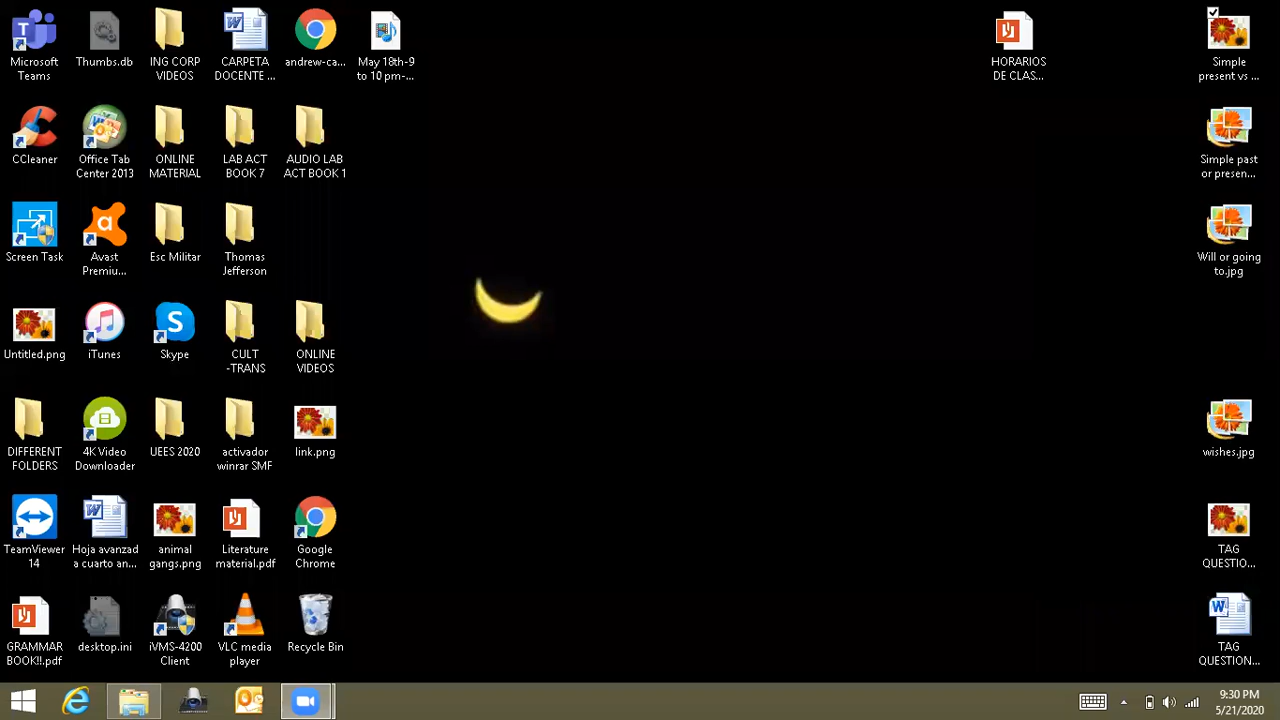 Microsoft
Teams
Thumbs.db
ING CORP
VIDEOS
CARPETA
DOCENTE ...
andrew-ca...
May 18th-9
to 10 pm-...
HORARIOS
DE CLAS...
Simple
present vs ...
CCleaner
Office Tab
Center 2013
ONLINE
MATERIAL
LAB ACT
BOOK 7
AUDIO LAB
ACT BOOK 1
Simple past
or presen...
Screen Task
Avast
Premiu...
Esc Militar
Thomas
Jefferson
Will or going
to.jpg
Untitled.png
iTunes
Skype
CULT
-TRANS
ONLINE
VIDEOS
DIFFERENT
FOLDERS
4K Video
Downloader
UEES 2020
activador
winrar SMF
link.png
wishes.jpg
TeamViewer
14
Hoja avanzad
a cuarto an...
animal
gangs.png
Literature
material.pdf
Google
Chrome
TAG
QUESTIO...
GRAMMAR
BOOK!!.pdf
desktop.ini
iVMS-4200
Client
VLC media
player
Recycle Bin
TAG
QUESTION...
9:30 PM
5/21/2020